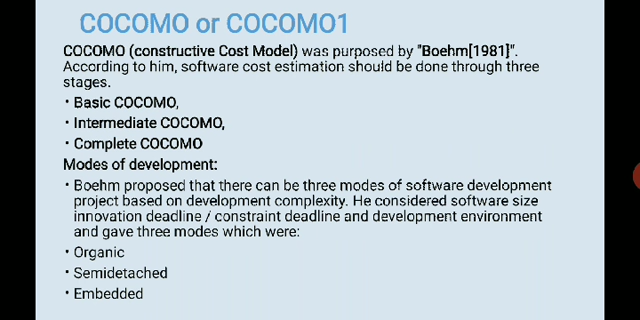 COCOMO or COCOMO1
COCOMO (constructive Cost Model) was purposed by "Boehm[1981]".
According to him, software cost estimation should be done through three
stages.
• Basic COCOMO,
• Intermediate COCOMO,
• Complete COCOMO
Modes of development:
• Boehm proposed that there can be three modes of software development
project based on development complexity. He considered software size
innovation deadline / constraint deadline and development environment
and gave three modes which were:
• Organic
• Semidetached
• Embedded